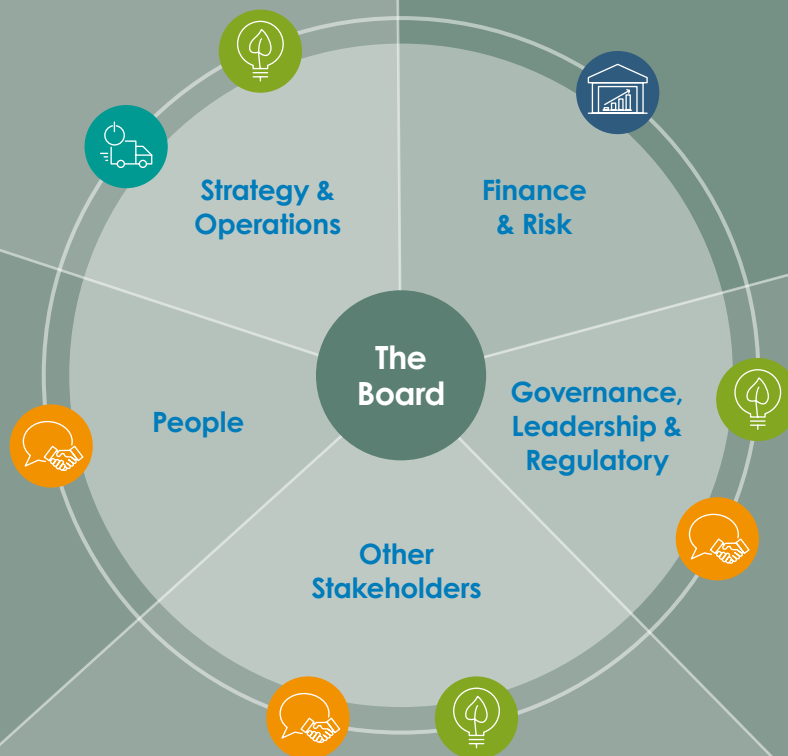 Strategy &
Operations
Finance
& Risk
The
Board
People
Governance,
Leadership &
Regulatory
Other
Stakeholders